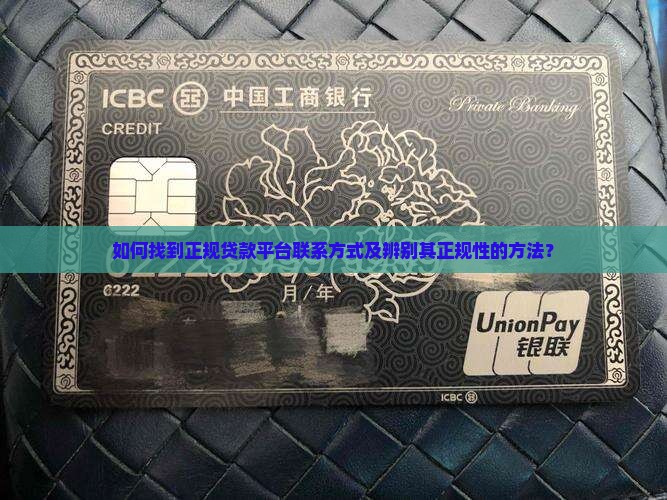 ICBC 中国工商银行
Private Banking
CREDIT
如何找到正规贷款平台联系方式及辨别其正规性的方法？
6222
月/年
UnionPay
银联
ICBC